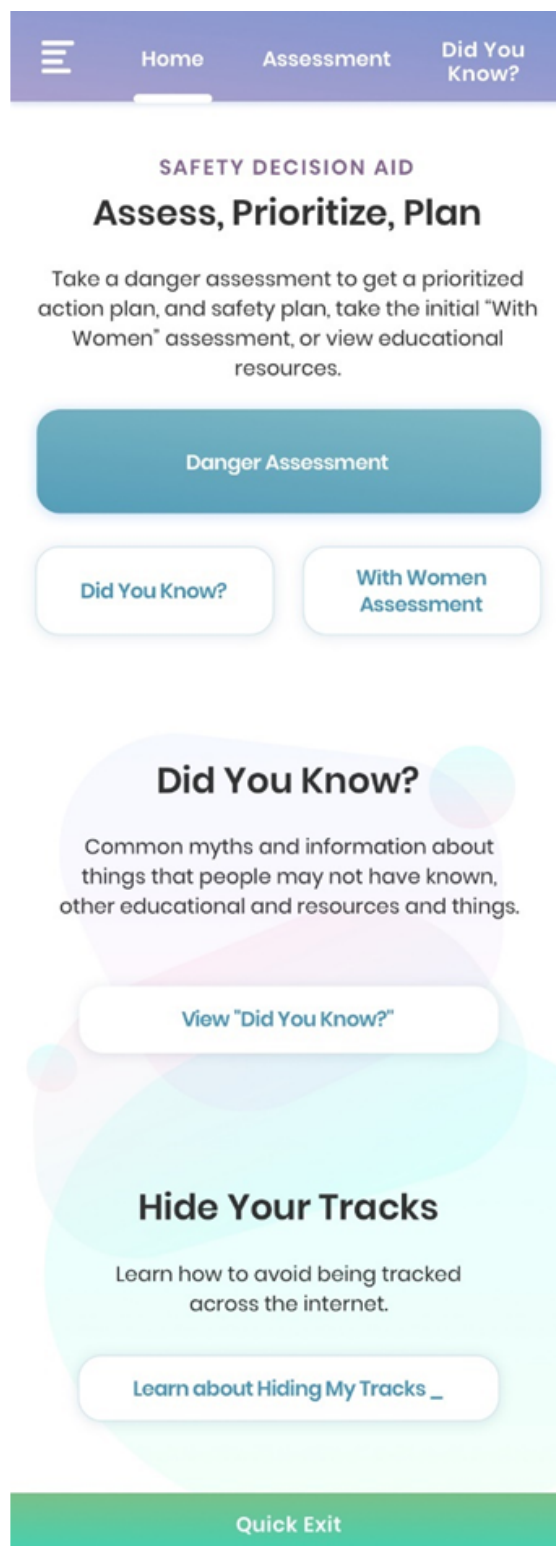 Home
Assessment
Did You
Know?
SAFETY DECISION AID
Assess, Prioritize, Plan
Take a danger assessment to get a prioritized
action plan, and safety plan, take the initial “With
Women” assessment, or view educational
resources.
Danger Assessment
Did You Know?
With Women
Assessment
Did You Know?
Common myths and information about
things that people may not have known,
other educational and resources and things.
View "Did You Know?"
Hide Your Tracks
Learn how to avoid being tracked
across the internet.
Learn about Hiding My Tracks _
Quick Exit